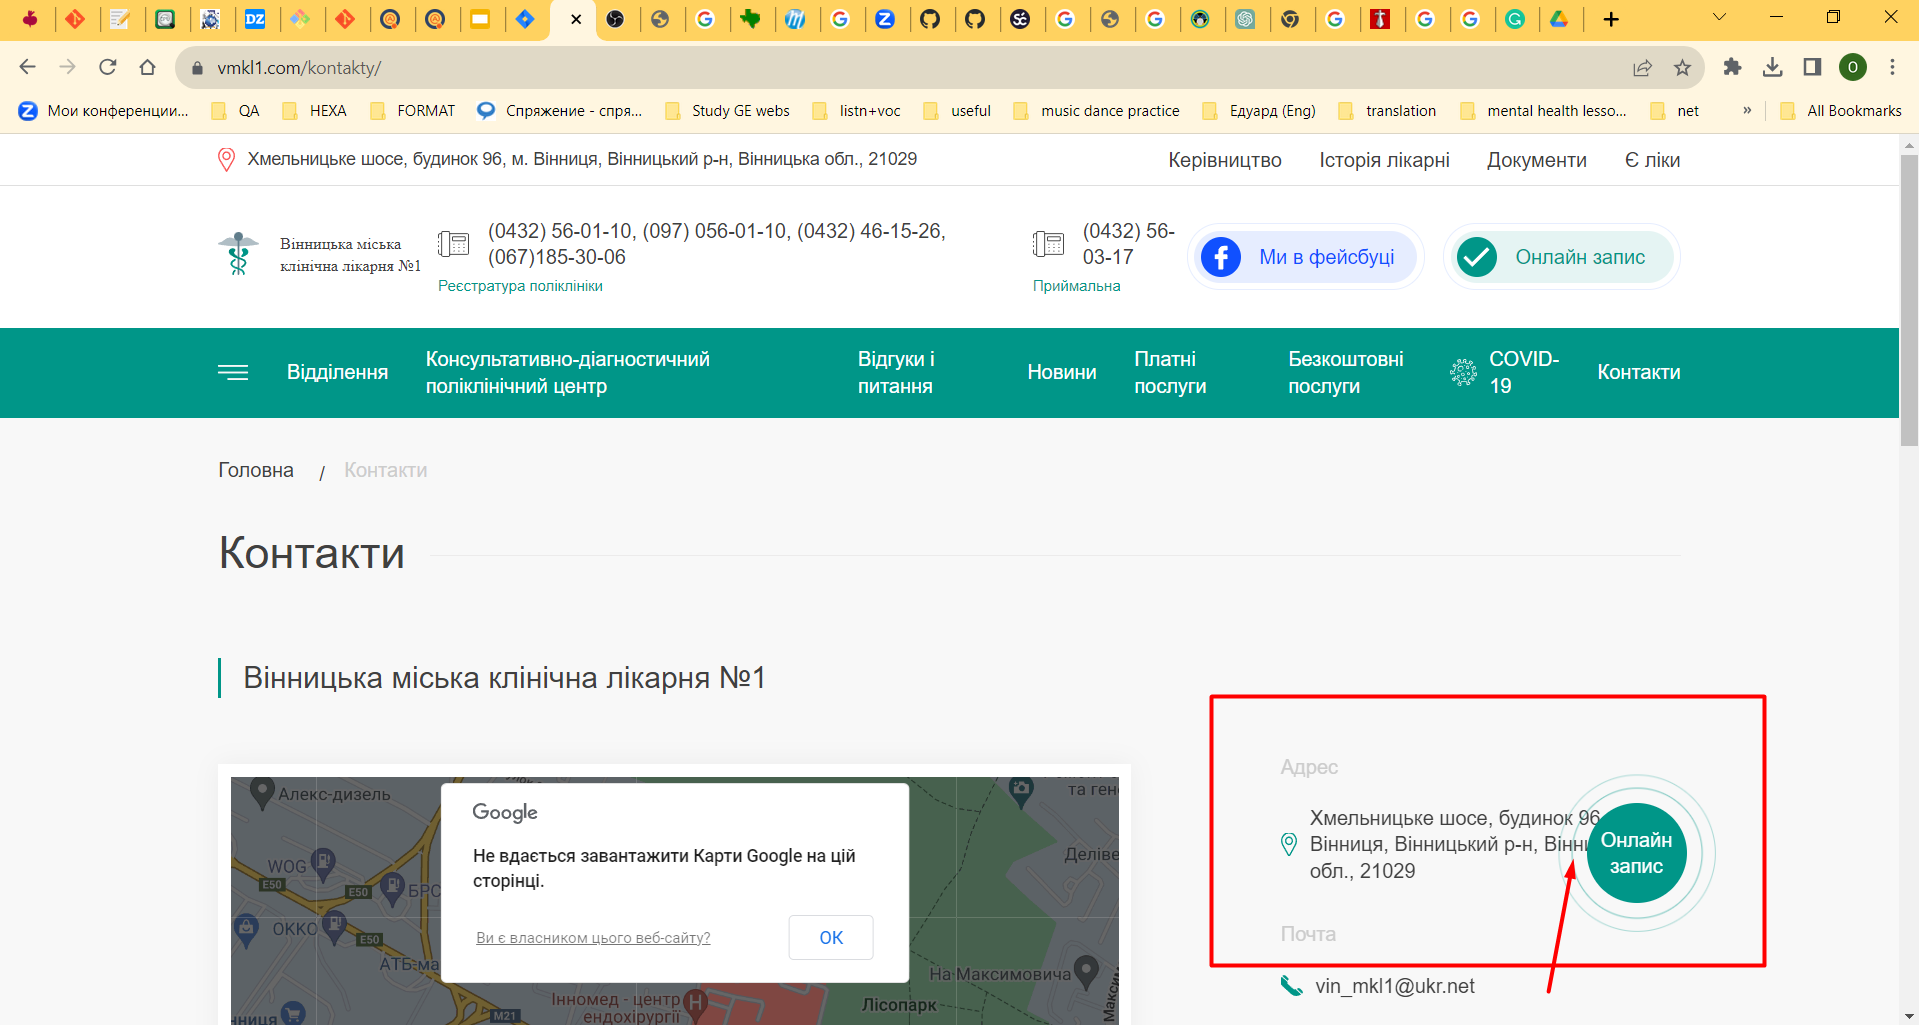 vmkl1.com/kontakty/
Мои конференции...
QA
HEXA
FORMAT
Спряжение - спря...
Study GE webs
listn+voc
useful
music dance practice
Едуард (Eng)
translation
mental health lesso...
net
»
All Bookmarks
Хмельницьке шосе, будинок 96, м. Вінниця, Вінницький р-н, Вінницька обл., 21029
Керівництво
Історія лікарні
Документи
Є ліки
Вінницька міська
клінічна лікарня №1
(0432) 56-01-10, (097) 056-01-10, (0432) 46-15-26,
(067)185-30-06
Реєстратура поліклініки
(0432) 56-
03-17
Приймальна
Ми в фейсбуці
Онлайн запис
Відділення
Консультативно-діагностичний
поліклінічний центр
Відгуки і
питання
Новини
Платні
послуги
Безкоштовні
послуги
COVID-
19
Контакти
Головна / Контакти
Контакти
Вінницька міська клінічна лікарня №1
Алекс-дизель
WOG
E50
E50
БРС
ОККО
E50
АТБ-ма
Google
Не вдається завантажити Карти Google на цій
сторінці.
Ви є власником цього веб-сайту?
ОК
та ген
Деліве
На Максимовича
Інномед - центр
ендохірургії
Лісопарк
M21
нниця
Максим
Адрес
Хмельницьке шосе, будинок 96
Вінниця, Вінницький р-н, Вінн
обл., 21029
Онлайн
запис
Почта
vin_mkl1@ukr.net